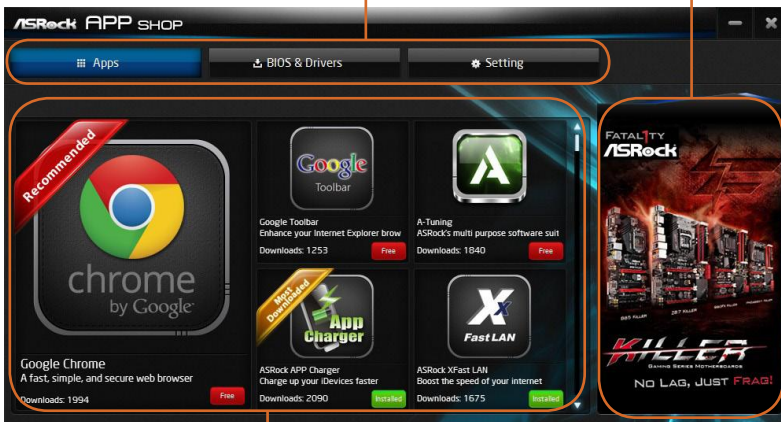 ASRock APP SHOP
Apps
BIOS & Drivers
Setting
Recommended
chrome
by Google
Google Chrome
A fast, simple, and secure web browser
Downloads: 1994
Free
Google
Toolbar
Google Toolbar
Enhance your Internet Explorer brow
Downloads: 1253
Free
A-Tuning
ASRock's multi purpose software suit
Downloads: 1840
Free
Most
Downloaded
App
Charger
ASRock APP Charger
Charge up your iDevices faster
Downloads: 2090
Installed
Fast LAN
ASRock XFast LAN
Boost the speed of your internet
Downloads: 1675
Installed
FATAL1TY
ASRock
B85 KILLER
Z87 KILLER
KILLER
GAMING SERIES MOTHERBOARDS
NO LAG, JUST FRAG!